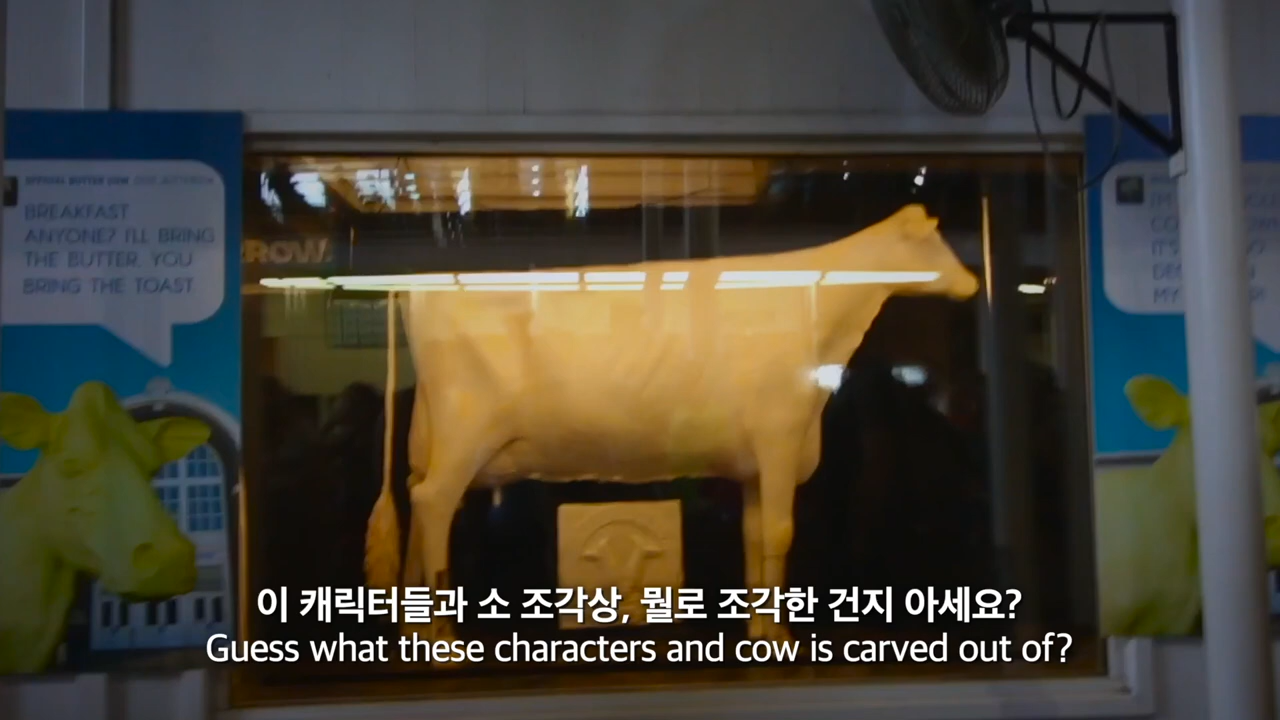 BREAKFAST
ANYONE? I'LL BRING
THE BUTTER. YOU
BRING THE TOAST
ROW.
이 캐릭터들과 소 조각상, 뭘로 조각한 건지 아세요?
Guess what these characters and cow is carved out of?